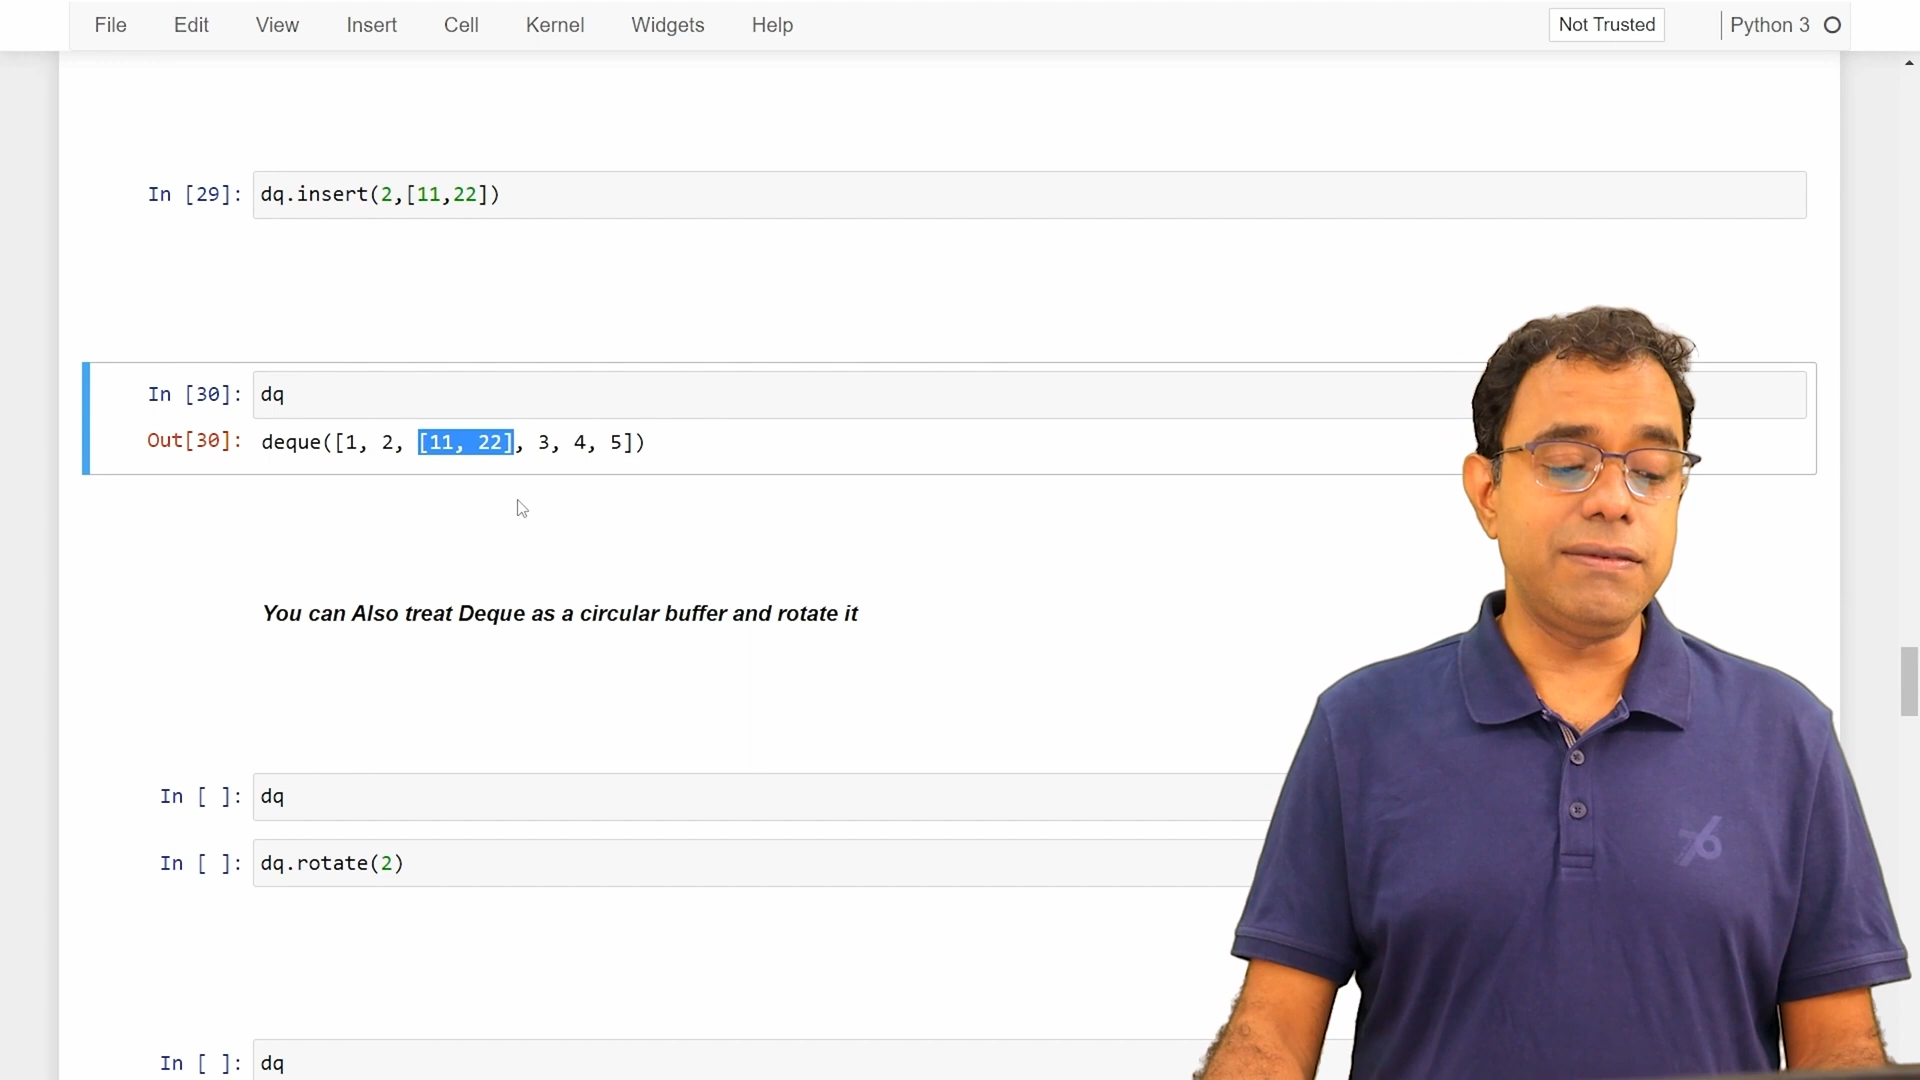 File Edit View Insert Cell Kernel Widgets Help Not Trusted Python 3
In [29]: dq.insert(2,[11,22])
In [30]: dq
Out[30]: deque([1, 2, [11, 22], 3, 4, 5])
You can Also treat Deque as a circular buffer and rotate it
In [ ]: dq
In [ ]: dq.rotate(2)
76
In [ ]: dq